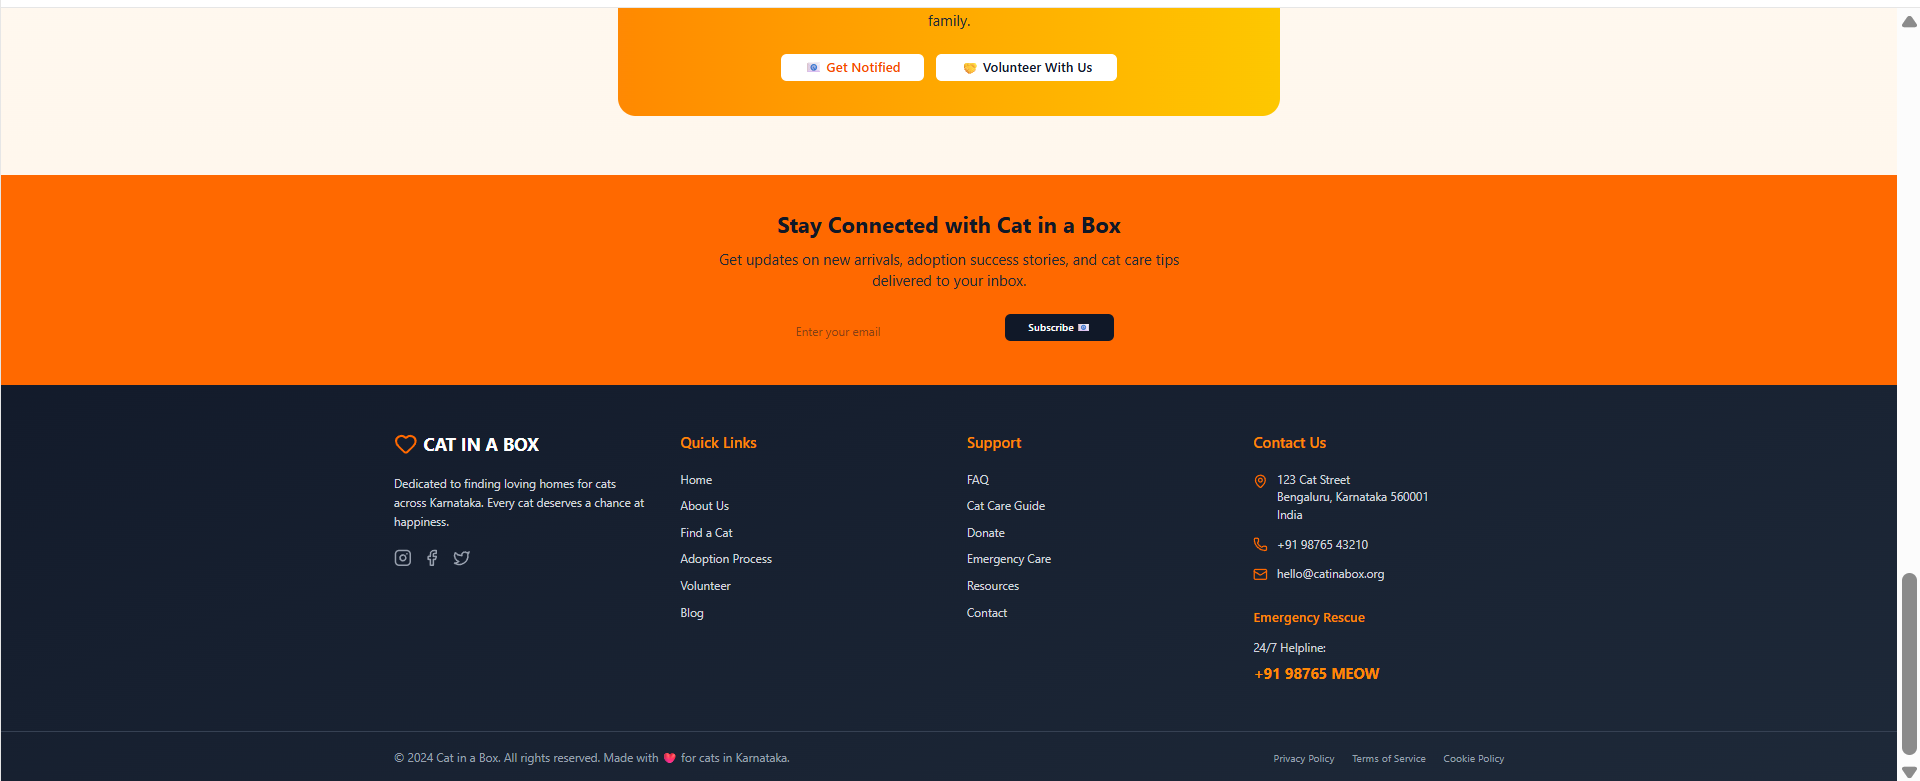 family.
Get Notified
Volunteer With Us
Stay Connected with Cat in a Box
Get updates on new arrivals, adoption success stories, and cat care tips
delivered to your inbox.
Enter your email
Subscribe
CAT IN A BOX
Dedicated to finding loving homes for cats
across Karnataka. Every cat deserves a chance at
happiness.
Quick Links
Home
About Us
Find a Cat
Adoption Process
Volunteer
Blog
Support
FAQ
Cat Care Guide
Donate
Emergency Care
Resources
Contact
Contact Us
123 Cat Street
Bengaluru, Karnataka 560001
India
+91 98765 43210
hello@catinabox.org
Emergency Rescue
24/7 Helpline:
+91 98765 MEOW
© 2024 Cat in a Box. All rights reserved. Made with ❤️ for cats in Karnataka.
Privacy Policy
Terms of Service
Cookie Policy